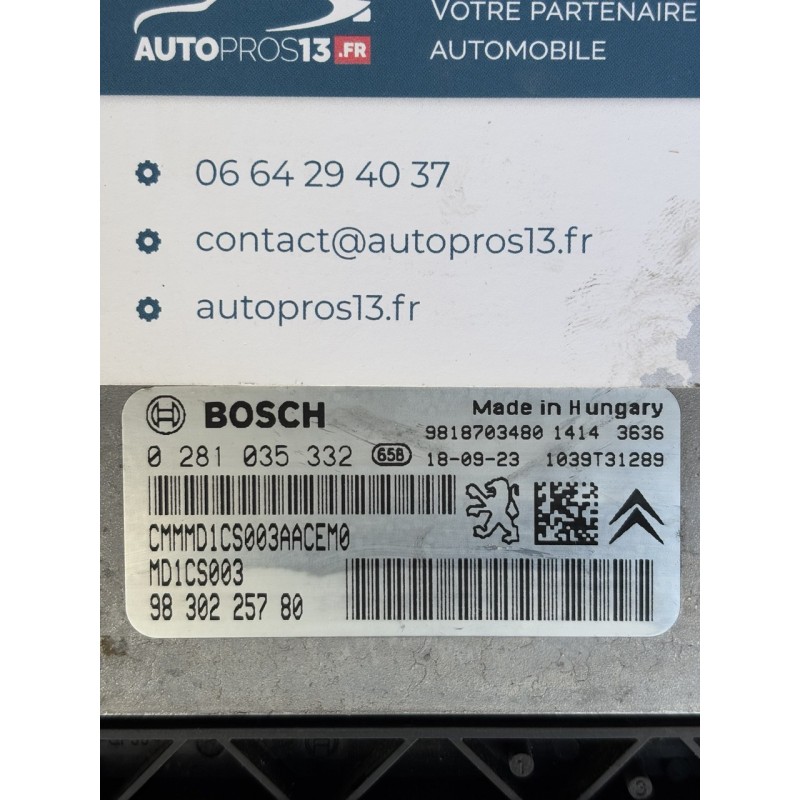 VOTRE PARTENAIRE
AUTOPROS13.FR
AUTOMOBILE
06 64 29 40 37
contact@autopros13.fr
autopros13.fr
BOSCH
Made in Hungary
9818703480 1414 3636
0 281 035 332 65B 18-09-23 1039T31289
CMMMD1CS003AACEM0
MD1CS003
98 302 257 80